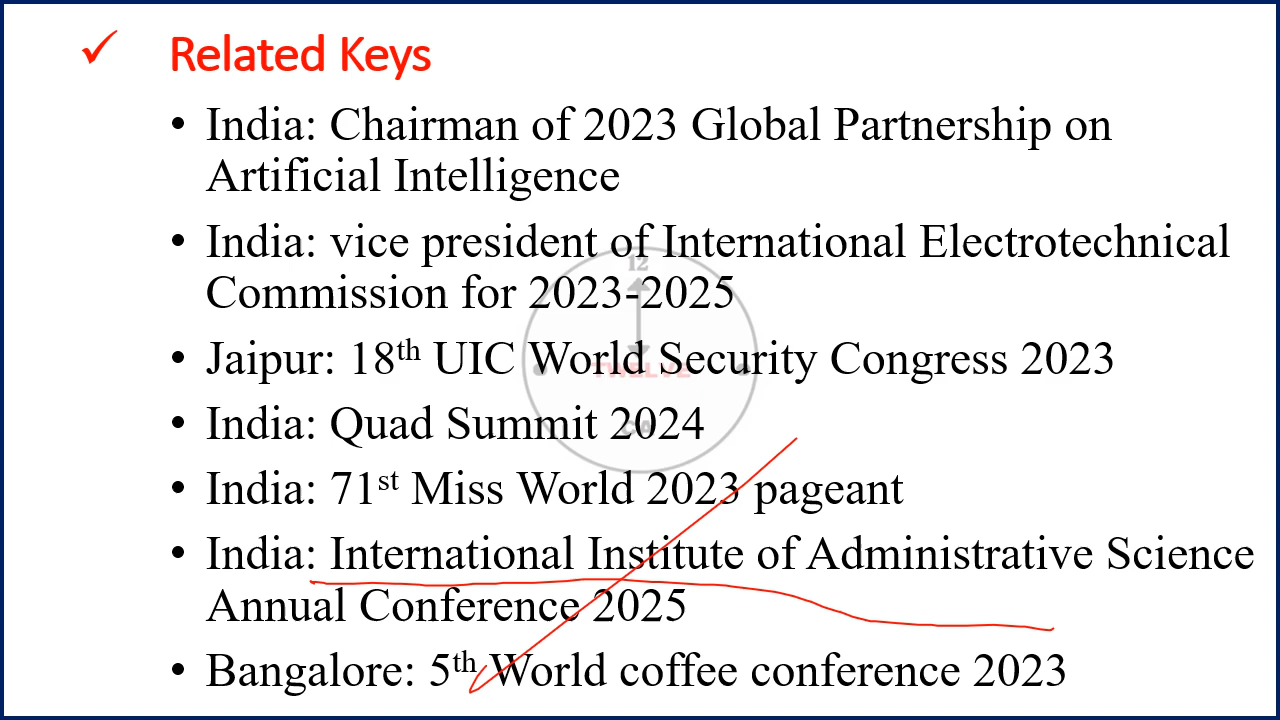 ✓ Related Keys
• India: Chairman of 2023 Global Partnership on
Artificial Intelligence
• India: vice president of International Electrotechnical
Commission for 2023-2025
• Jaipur: 18th UIC World Security Congress 2023
• India: Quad Summit 2024
• India: 71st Miss World 2023 pageant
• India: International Institute of Administrative Science
Annual Conference 2025
• Bangalore: 5th World coffee conference 2023
12
TWELVE